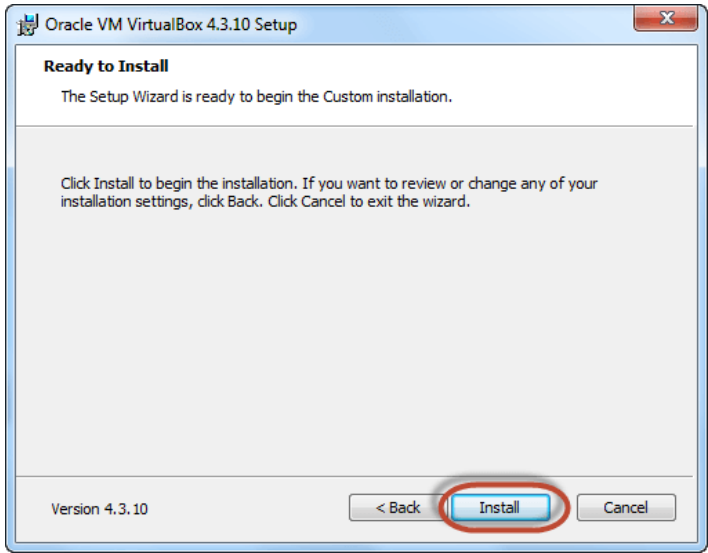 Oracle VM VirtualBox 4.3.10 Setup
Ready to Install
The Setup Wizard is ready to begin the Custom installation.
Click Install to begin the installation. If you want to review or change any of your
installation settings, click Back. Click Cancel to exit the wizard.
Version 4.3.10
< Back
Install
Cancel